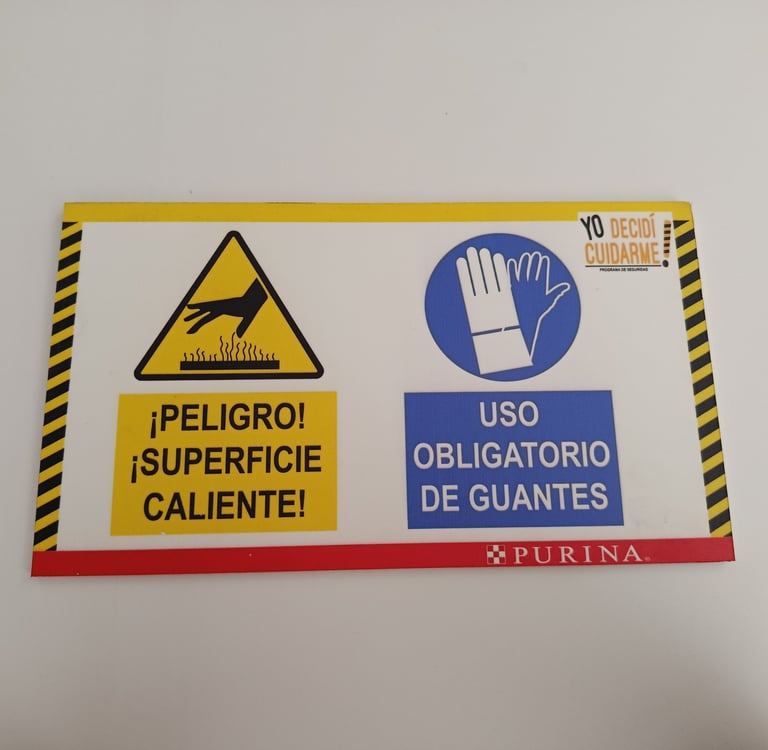 YO DECIDÍ
CUIDARME!
PROGRAMA DE SEGURIDAD
¡PELIGRO!
¡SUPERFICIE
CALIENTE!
USO
OBLIGATORIO
DE GUANTES
PURINA®